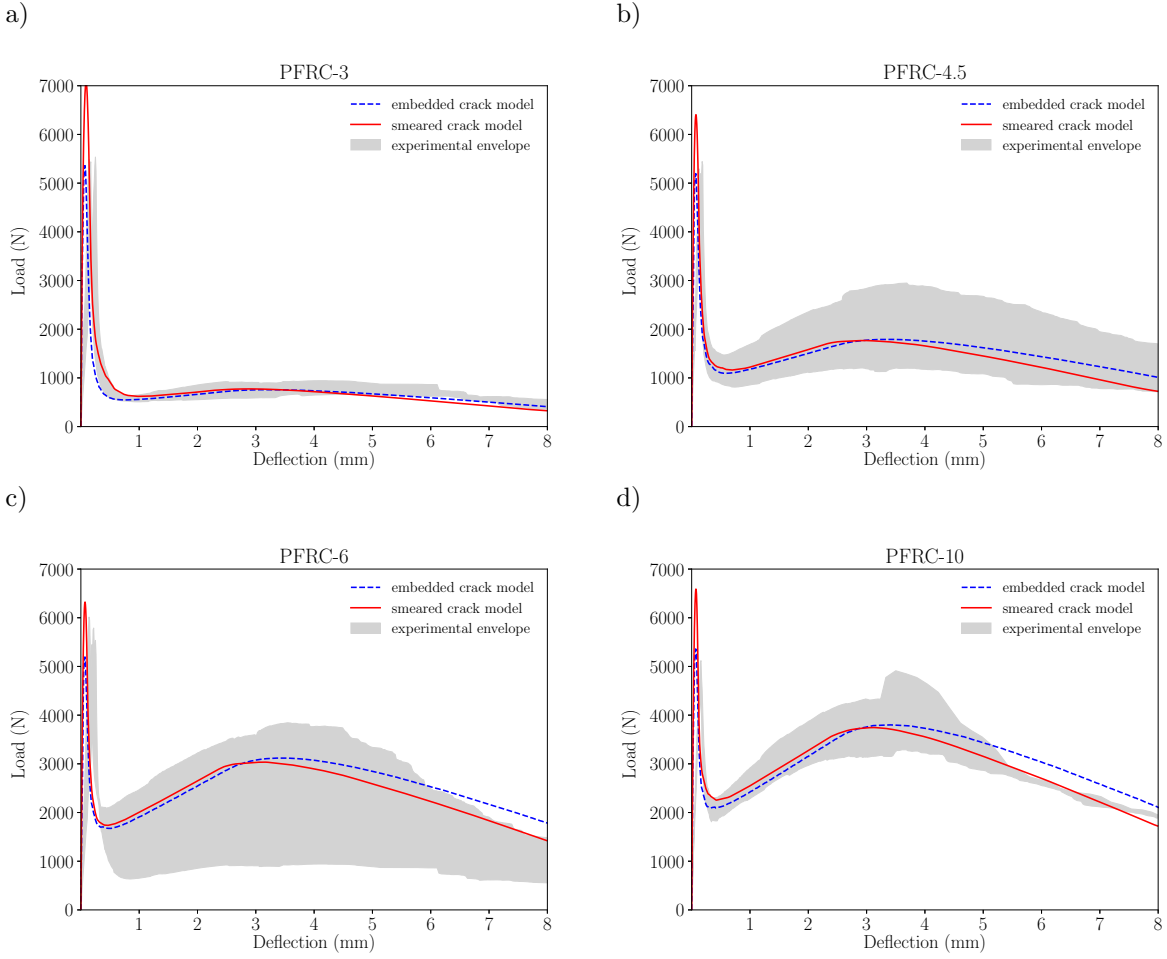 a)
PFRC-3
embedded crack model
smeared crack model
experimental envelope
Load (N)
7000
6000
5000
4000
3000
2000
1000
0
1 2 3 4 5 6 7 8
Deflection (mm)
b)
PFRC-4.5
embedded crack model
smeared crack model
experimental envelope
Load (N)
7000
6000
5000
4000
3000
2000
1000
0
1 2 3 4 5 6 7 8
Deflection (mm)
c)
PFRC-6
embedded crack model
smeared crack model
experimental envelope
Load (N)
7000
6000
5000
4000
3000
2000
1000
0
1 2 3 4 5 6 7 8
Deflection (mm)
d)
PFRC-10
embedded crack model
smeared crack model
experimental envelope
Load (N)
7000
6000
5000
4000
3000
2000
1000
0
1 2 3 4 5 6 7 8
Deflection (mm)